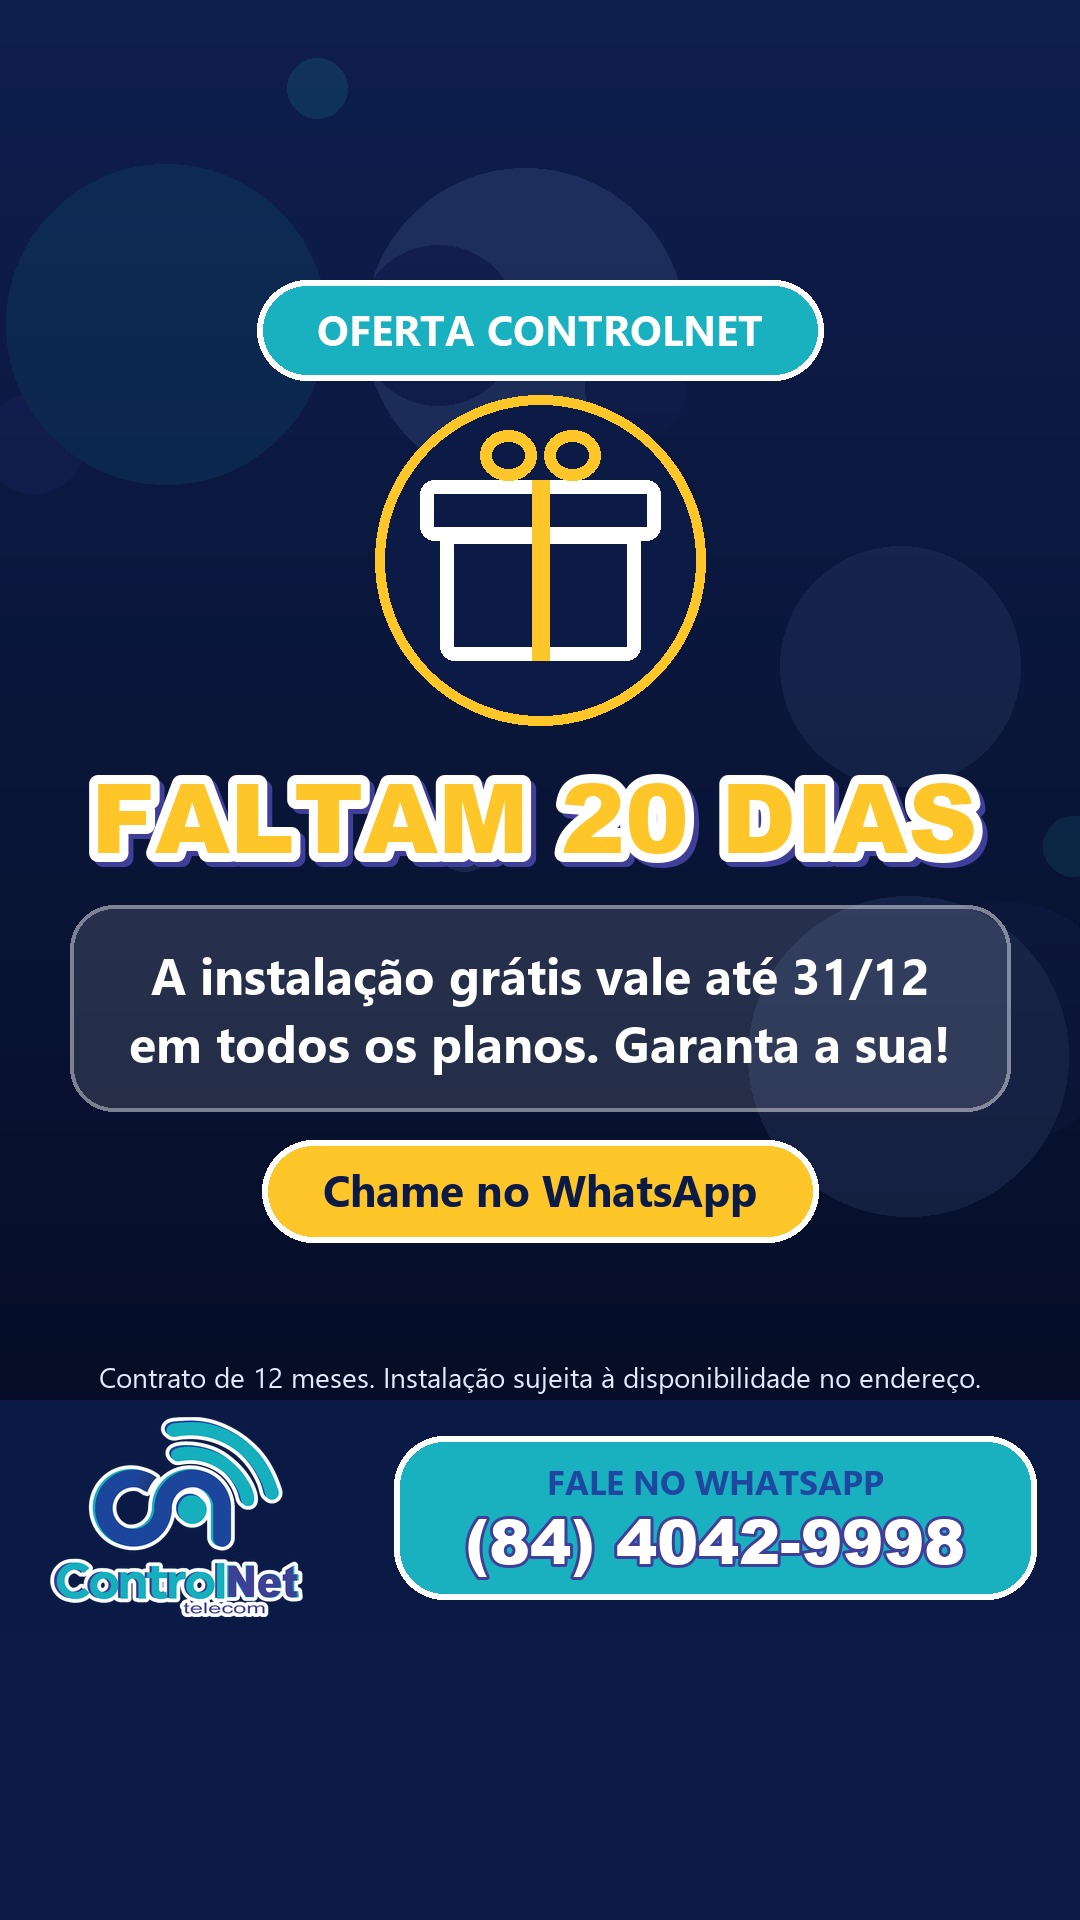 OFERTA CONTROLNET
FALTAM 20 DIAS
A instalação grátis vale até 31/12
em todos os planos. Garanta a sua!
Chame no WhatsApp
Contrato de 12 meses. Instalação sujeita à disponibilidade no endereço.
ControlNet
telecom
FALE NO WHATSAPP
(84) 4042-9998